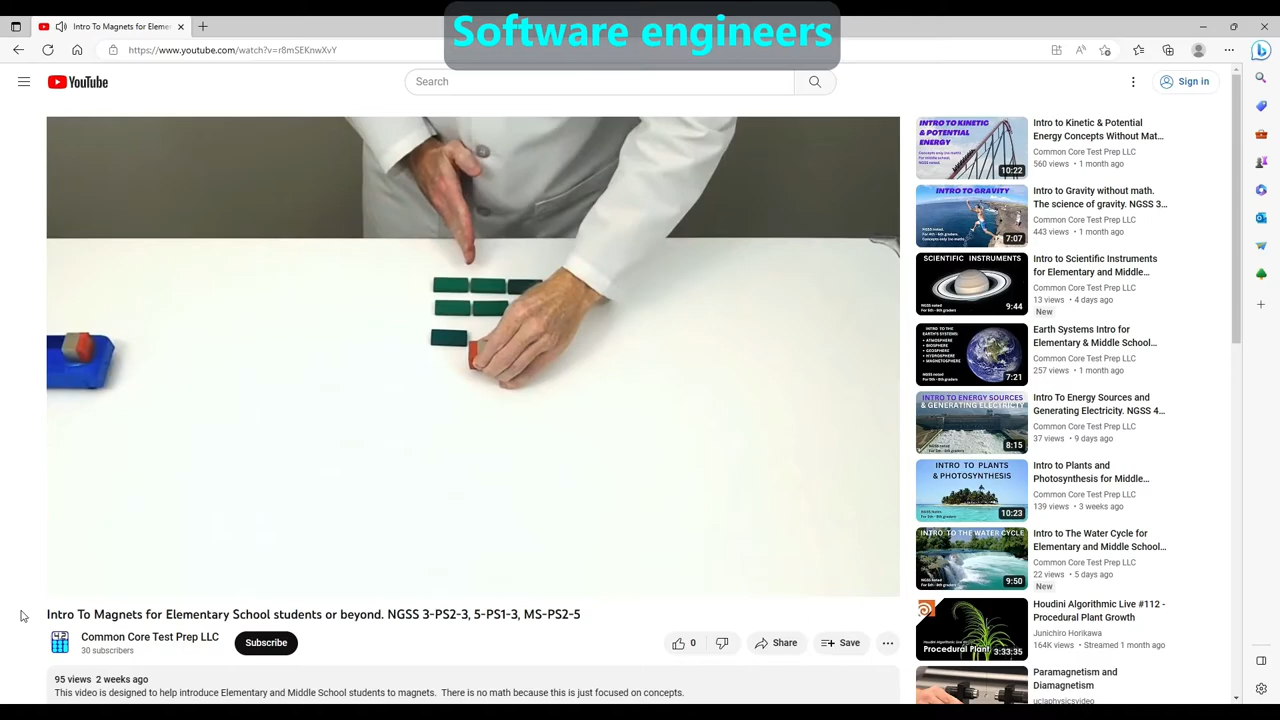 Software engineers
Intro To Magnets for Elemen
https://www.youtube.com/watch?v=r8mSEKnwXvY
YouTube
Search
Sign in
INTRO TO KINETIC
& POTENTIAL
ENERGY
10:22
Intro to Kinetic & Potential
Energy Concepts Without Mat...
Common Core Test Prep LLC
560 views • 1 month ago
INTRO TO GRAVITY
7:07
Intro to Gravity without math.
The science of gravity. NGSS 3...
Common Core Test Prep LLC
443 views • 1 month ago
SCIENTIFIC INSTRUMENTS
9:44
Intro to Scientific Instruments
for Elementary and Middle...
Common Core Test Prep LLC
13 views • 4 days ago
New
INTRO TO THE
EARTH'S SYSTEMS:
• ATMOSPHERE
• BIOSPHERE
• GEOSPHERE
• HYDROSPHERE
• MAGNETOSPHERE
7:21
Earth Systems Intro for
Elementary & Middle School...
Common Core Test Prep LLC
257 views • 1 month ago
INTRO TO ENERGY SOURCES
& GENERATING ELECTRICTY
8:15
Intro To Energy Sources and
Generating Electricity. NGSS 4...
Common Core Test Prep LLC
37 views • 9 days ago
INTRO TO PLANTS
& PHOTOSYNTHESIS
10:23
Intro to Plants and
Photosynthesis for Middle...
Common Core Test Prep LLC
139 views • 3 weeks ago
INTRO TO THE WATER CYCLE
9:50
Intro to The Water Cycle for
Elementary and Middle School...
Common Core Test Prep LLC
22 views • 5 days ago
New
Procedural Plant
3:33:35
Houdini Algorithmic Live #112 -
Procedural Plant Growth
Junichiro Horikawa
164K views • Streamed 1 month ago
Paramagnetism and
Diamagnetism
uclaphysicsvideo
Intro To Magnets for Elementary School students or beyond. NGSS 3-PS2-3, 5-PS1-3, MS-PS2-5
Common Core Test Prep LLC
30 subscribers
Subscribe
0
Share
Save
95 views 2 weeks ago
This video is designed to help introduce Elementary and Middle School students to magnets. There is no math because this is just focused on concepts.